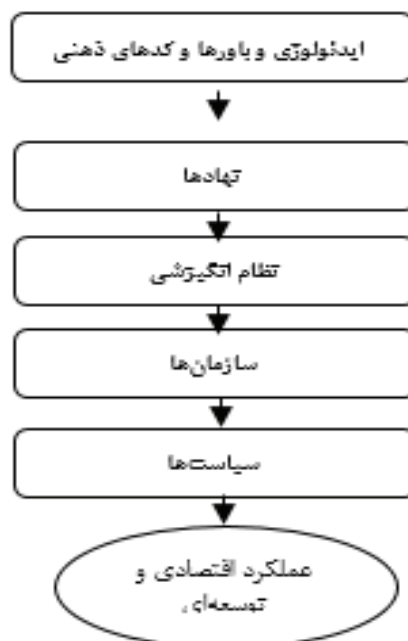 ایدئولوژی و باورها و کدهای ذهنی
نهادها
نظام انگیزشی
سازمان‌ها
سیاست‌ها
عملکرد اقتصادی و
توسعه‌ای